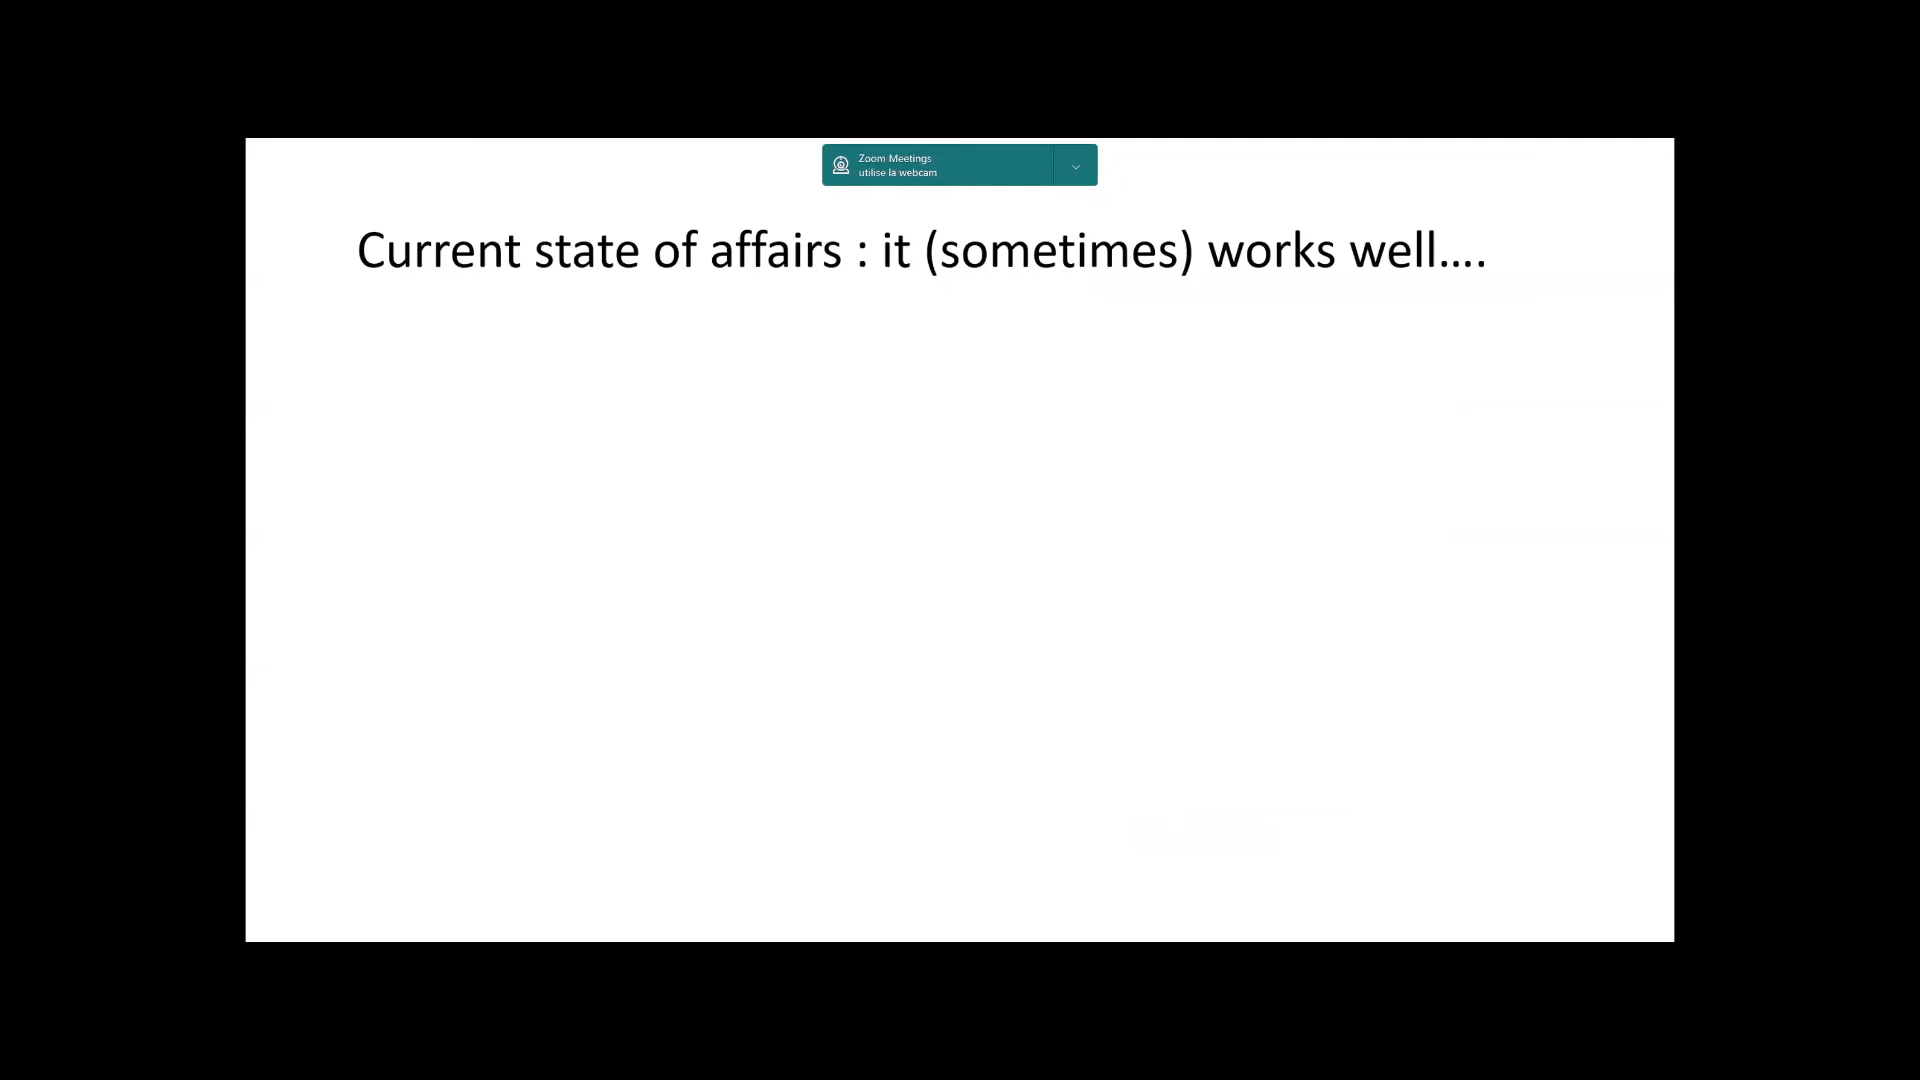 Zoom Meetings
utilise la webcam
Current state of affairs : it (sometimes) works well....